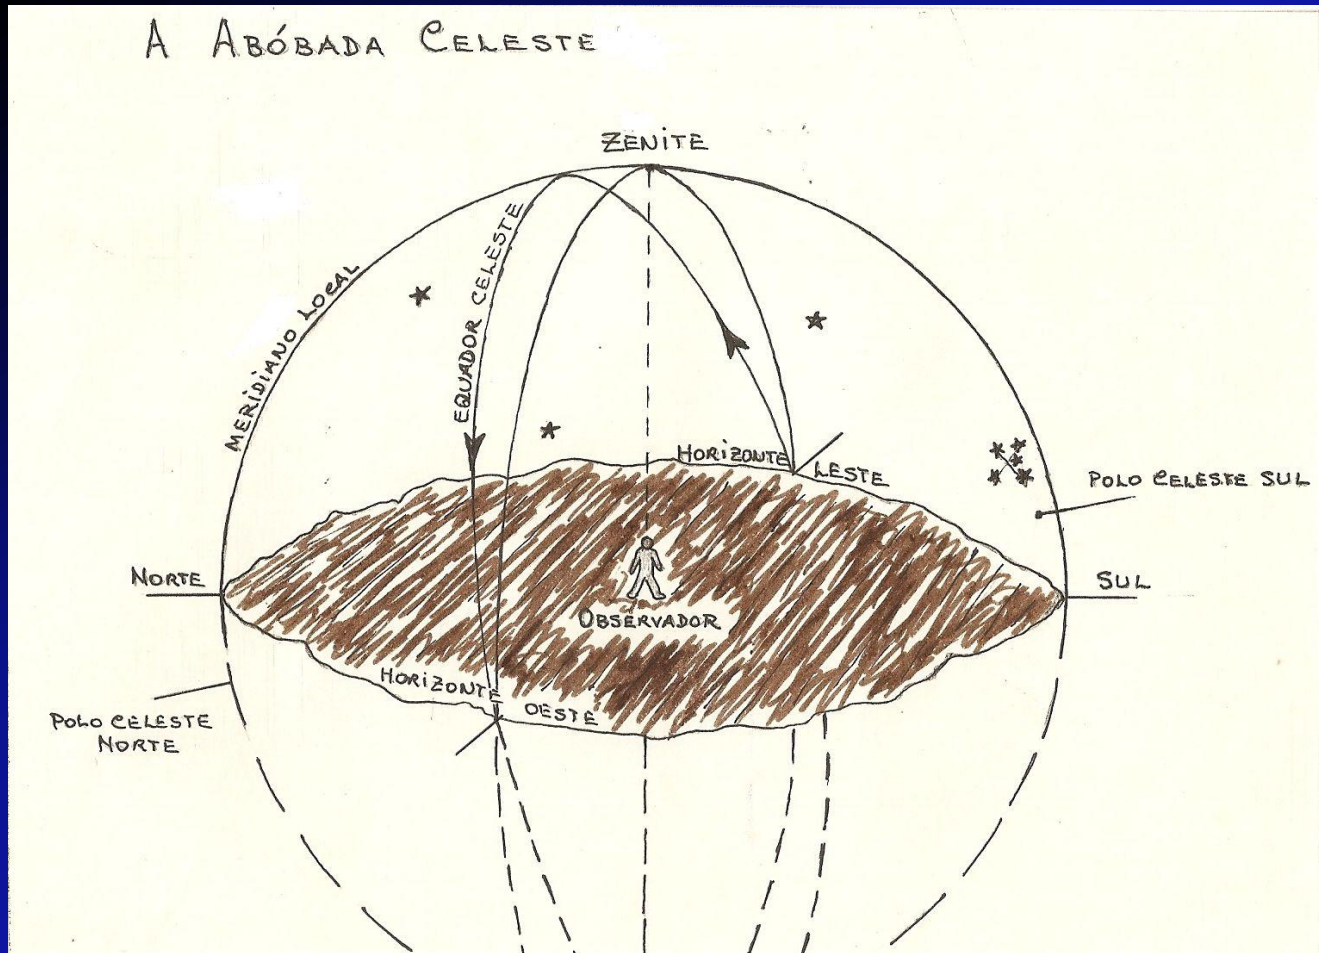 A ABÓBADA CELESTE
ZENiTE
MERiDiANO LOCAL
EQUADOR CELESTE
HORiZONTE
LESTE
POLO CELESTE SUL
NORTE
SUL
OBSERVADOR
HORiZONTE
OESTE
POLO CELESTE
NORTE